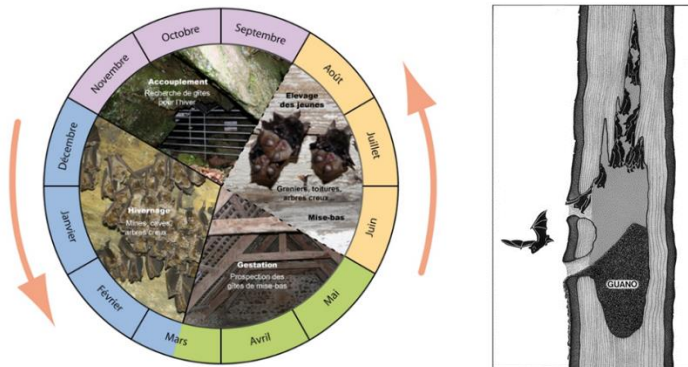 Octobre
Septembre
Novembre
Août
Accouplement
Recherche de gîtes
pour l'hiver
Elevage
des jeunes
Décembre
Juillet
Graniers, toitures,
arbres creux
Hivernage
Mines, caves,
arbres creux
Mise-bas
Janvier
Juin
Gestation
Prospection des
gîtes de mise-bas
Février
Mai
Mars
Avril
GUANO